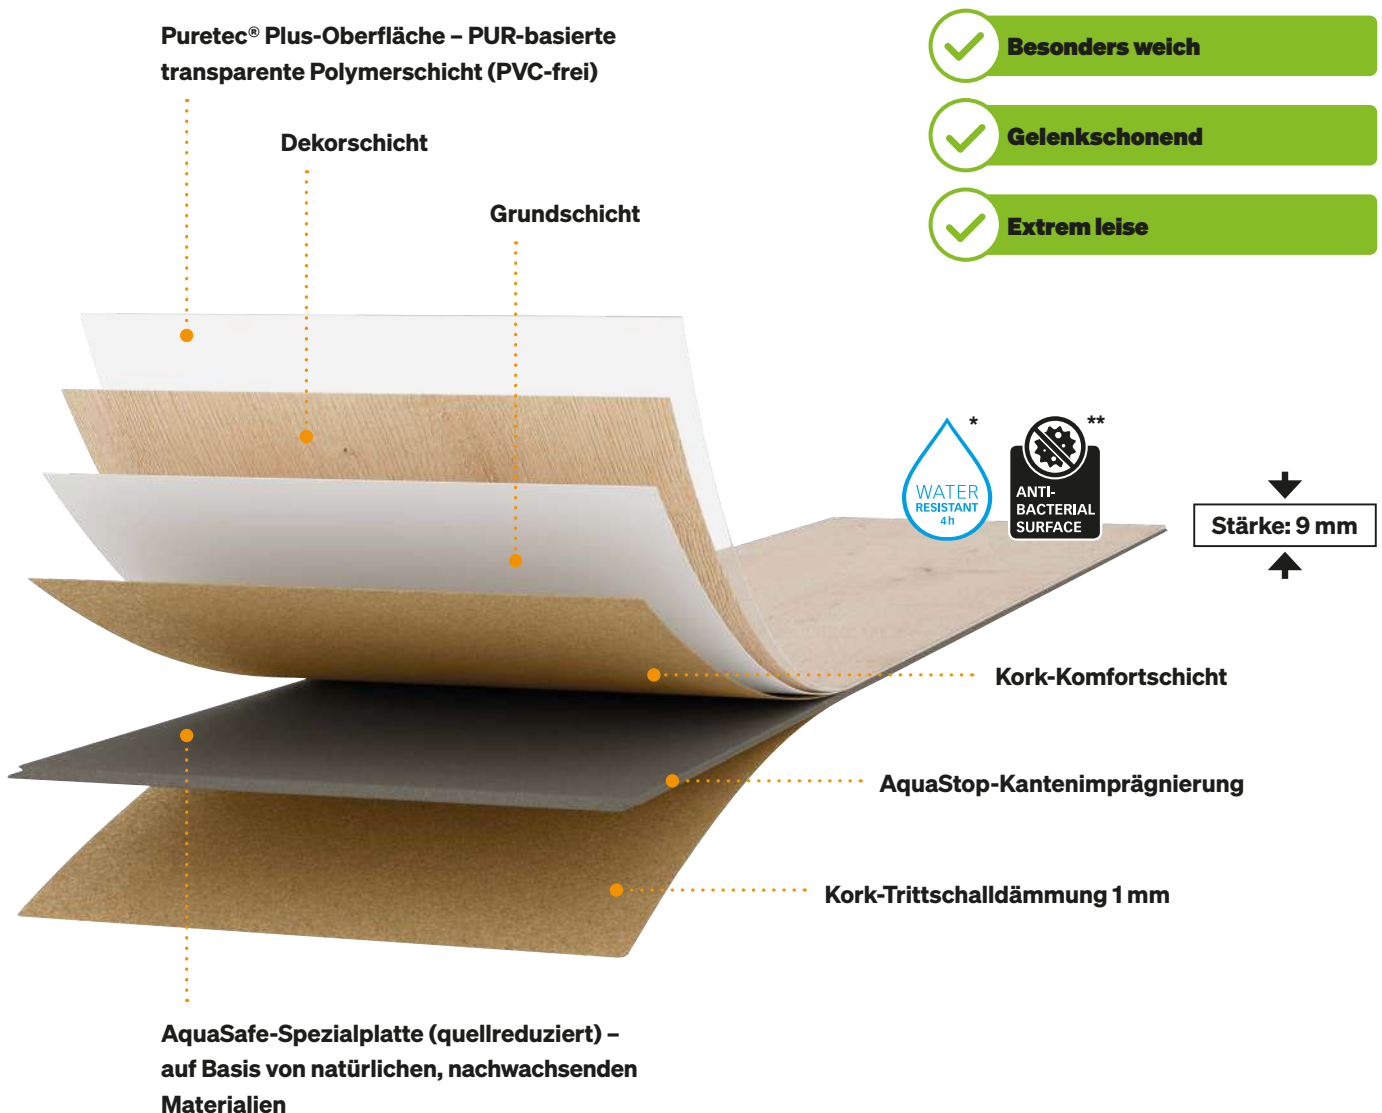 Puretec® Plus-Oberfläche – PUR-basierte
transparente Polymerschicht (PVC-frei)
Dekorschicht
Grundschicht
Besonders weich
Gelenkschonend
Extrem leise
*
WATER
RESISTANT
4 h
**
ANTI-
BACTERIAL
SURFACE
Stärke: 9 mm
Kork-Komfortschicht
AquaStop-Kantenimprägnierung
Kork-Trittschalldämmung 1 mm
AquaSafe-Spezialplatte (quellreduziert) –
auf Basis von natürlichen, nachwachsenden
Materialien